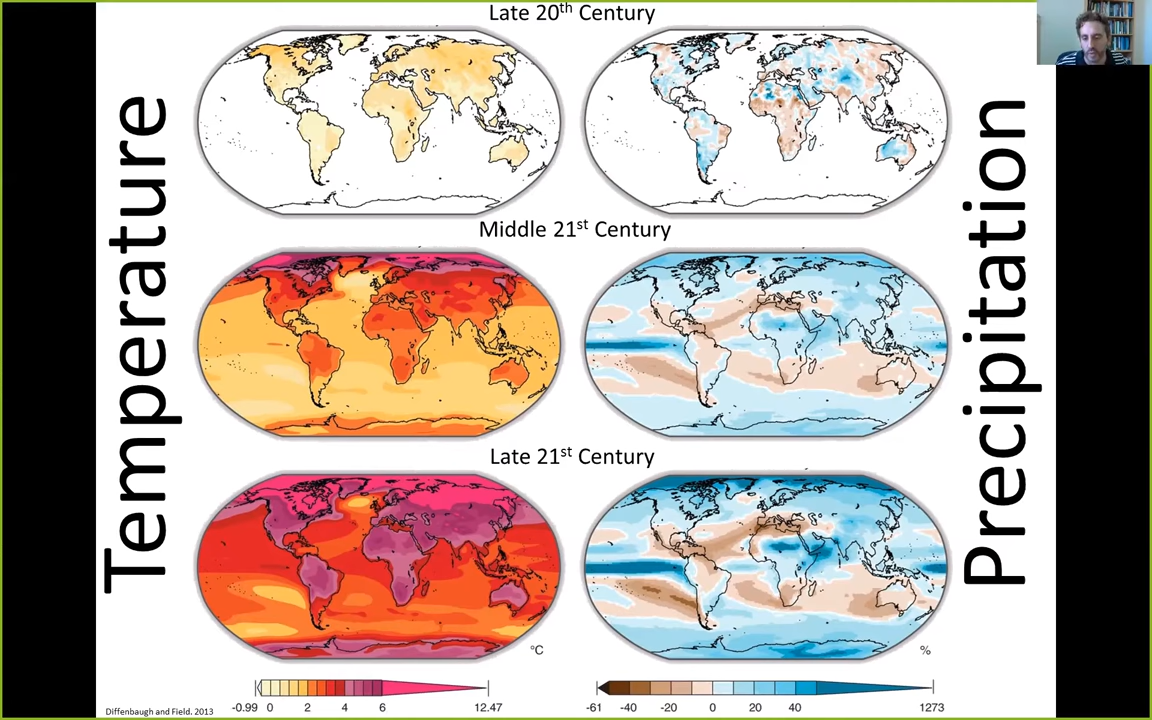 Late 20th Century
Temperature
Precipitation
Middle 21st Century
Late 21st Century
°C
%
-0.99 0 2 4 6 12.47
-61 -40 -20 0 20 40 1273
Diffenbaugh and Field. 2013